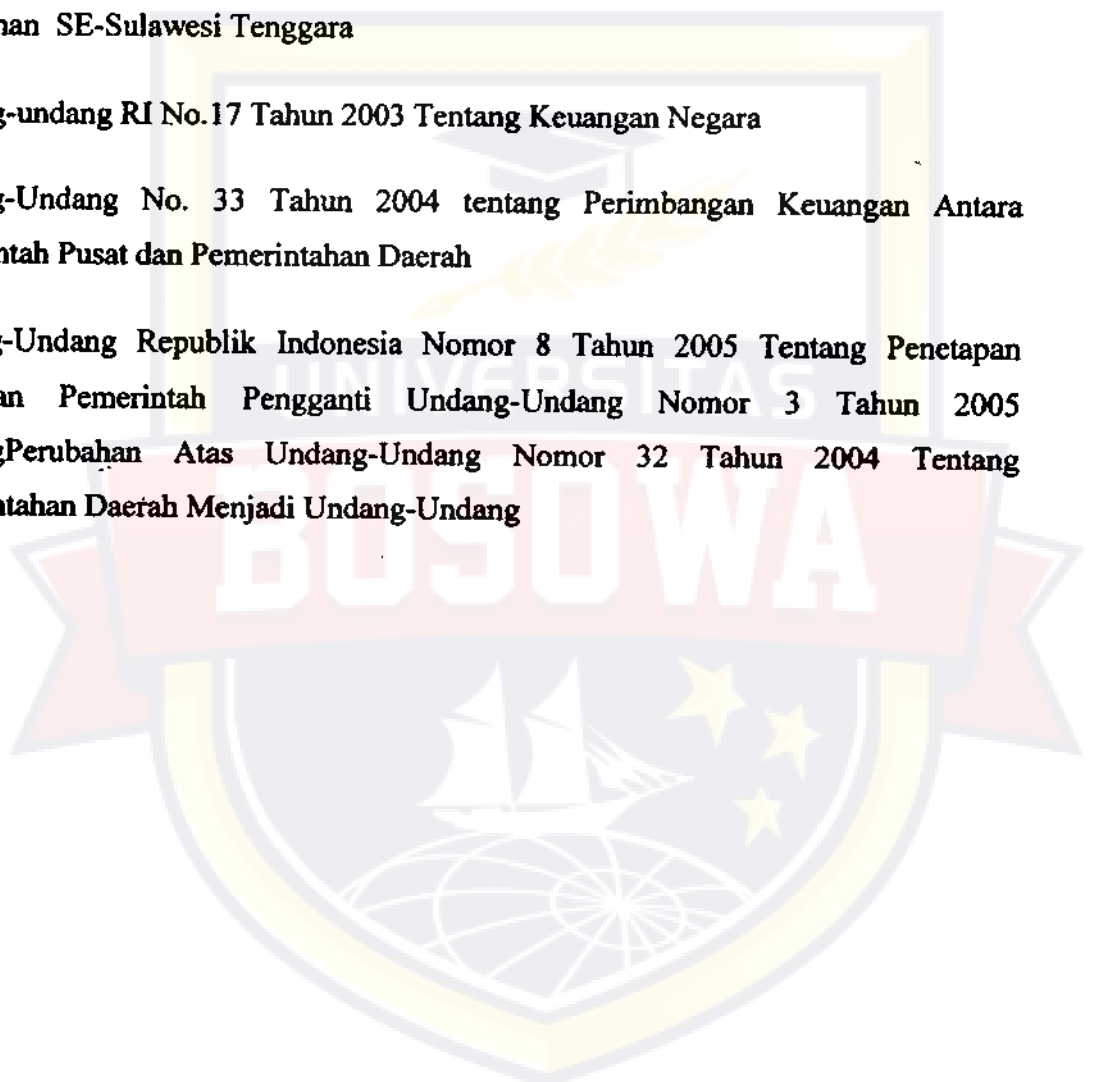 nan SE-Sulawesi Tenggara
g-undang RI No.17 Tahun 2003 Tentang Keuangan Negara
g-Undang No. 33 Tahun 2004 tentang Perimbangan Keuangan Antara
ntah Pusat dan Pemerintahan Daerah
g-Undang Republik Indonesia Nomor 8 Tahun 2005 Tentang Penetapan
an Pemerintah Pengganti Undang-Undang Nomor 3 Tahun 2005
gPerubahan Atas Undang-Undang Nomor 32 Tahun 2004 Tentang
ntahan Daerah Menjadi Undang-Undang
UNIVERSITAS
BOSOWA